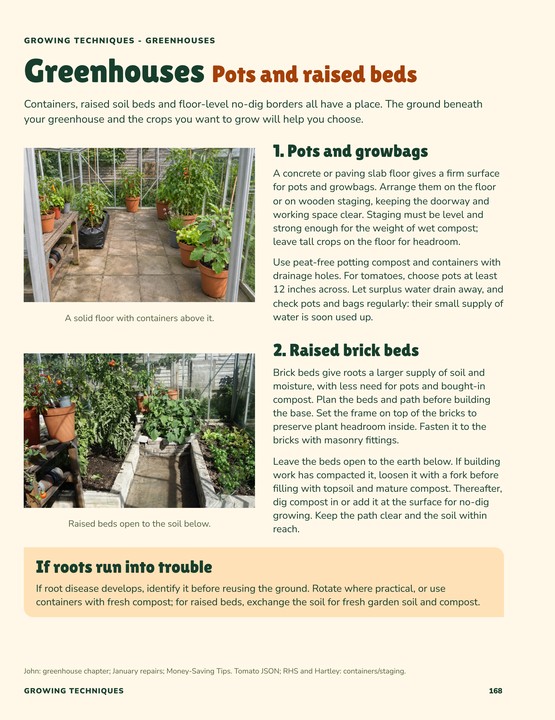 GROWING TECHNIQUES - GREENHOUSES
Greenhouses Pots and raised beds
Containers, raised soil beds and floor-level no-dig borders all have a place. The ground beneath
your greenhouse and the crops you want to grow will help you choose.
1. Pots and growbags
A concrete or paving slab floor gives a firm surface
for pots and growbags. Arrange them on the floor
or on wooden staging, keeping the doorway and
working space clear. Staging must be level and
strong enough for the weight of wet compost;
leave tall crops on the floor for headroom.
Use peat-free potting compost and containers with
drainage holes. For tomatoes, choose pots at least
12 inches across. Let surplus water drain away, and
check pots and bags regularly: their small supply of
water is soon used up.
A solid floor with containers above it.
2. Raised brick beds
Brick beds give roots a larger supply of soil and
moisture, with less need for pots and bought-in
compost. Plan the beds and path before building
the base. Set the frame on top of the bricks to
preserve plant headroom inside. Fasten it to the
bricks with masonry fittings.
Leave the beds open to the earth below. If building
work has compacted it, loosen it with a fork before
filling with topsoil and mature compost. Thereafter,
dig compost in or add it at the surface for no-dig
growing. Keep the path clear and the soil within
reach.
Raised beds open to the soil below.
If roots run into trouble
If root disease develops, identify it before reusing the ground. Rotate where practical, or use
containers with fresh compost; for raised beds, exchange the soil for fresh garden soil and compost.
John: greenhouse chapter; January repairs; Money-Saving Tips. Tomato JSON; RHS and Hartley: containers/staging.
GROWING TECHNIQUES
168